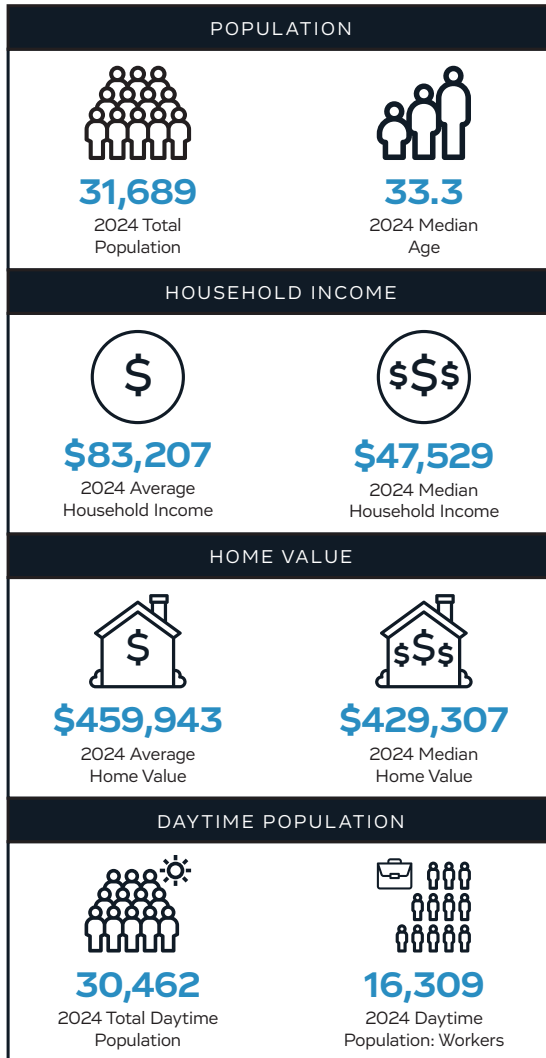 POPULATION
31,689
2024 Total
Population
33.3
2024 Median
Age
HOUSEHOLD INCOME
$
$83,207
2024 Average
Household Income
$$$
$47,529
2024 Median
Household Income
HOME VALUE
$
$459,943
2024 Average
Home Value
$$$
$429,307
2024 Median
Home Value
DAYTIME POPULATION
30,462
2024 Total Daytime
Population
16,309
2024 Daytime
Population: Workers